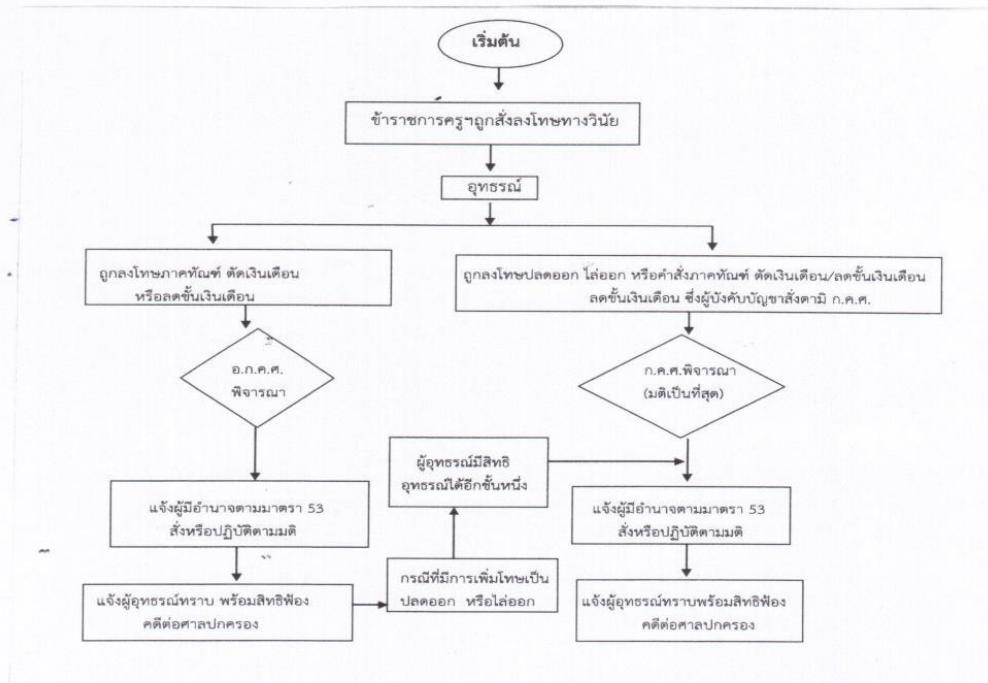 เริ่มต้น
ข้าราชการครูฯถูกสั่งลงโทษทางวินัย
อุทธรณ์
ถูกลงโทษภาคทัณฑ์ ตัดเงินเดือน
หรือลดขั้นเงินเดือน
ถูกลงโทษปลดออก ไล่ออก หรือคำสั่งภาคทัณฑ์ ตัดเงินเดือน/ลดขั้นเงินเดือน
ลดขั้นเงินเดือน ซึ่งผู้บังคับบัญชาสั่งตามิ ก.ค.ศ.
อ.ก.ค.ศ.
พิจารณา
ก.ค.ศ.พิจารณา
(มติเป็นที่สุด)
ผู้อุทธรณ์มีสิทธิ
อุทธรณ์ได้อีกชั้นหนึ่ง
แจ้งผู้มีอำนาจตามมาตรา 53
สั่งหรือปฏิบัติตามมติ
แจ้งผู้มีอำนาจตามมาตรา 53
สั่งหรือปฏิบัติตามมติ
แจ้งผู้อุทธรณ์ทราบ พร้อมสิทธิฟ้อง
คดีต่อศาลปกครอง
กรณีที่มีการเพิ่มโทษเป็น
ปลดออก หรือไล่ออก
แจ้งผู้อุทธรณ์ทราบพร้อมสิทธิฟ้อง
คดีต่อศาลปกครอง